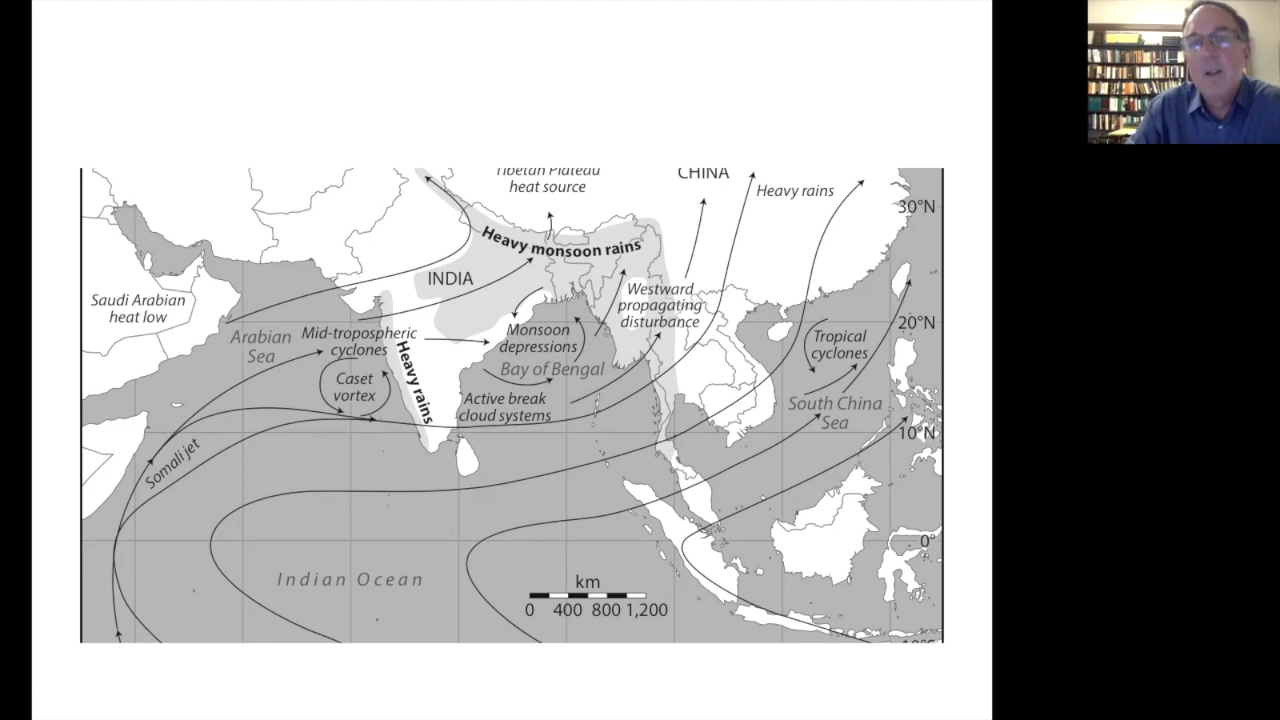 Tibetan Plateau
heat source
CHINA
Heavy rains
30°N
Heavy monsoon rains
INDIA
Saudi Arabian
heat low
Westward
propagating
disturbance
20°N
Arabian
Sea
Mid-tropospheric
cyclones
Monsoon
depressions
Tropical
cyclones
Heavy rains
Bay of Bengal
Caset
vortex
Active break
cloud systems
South China
Sea
10°N
Somali jet
0°
Indian Ocean
km
0 400 800 1,200
10°S